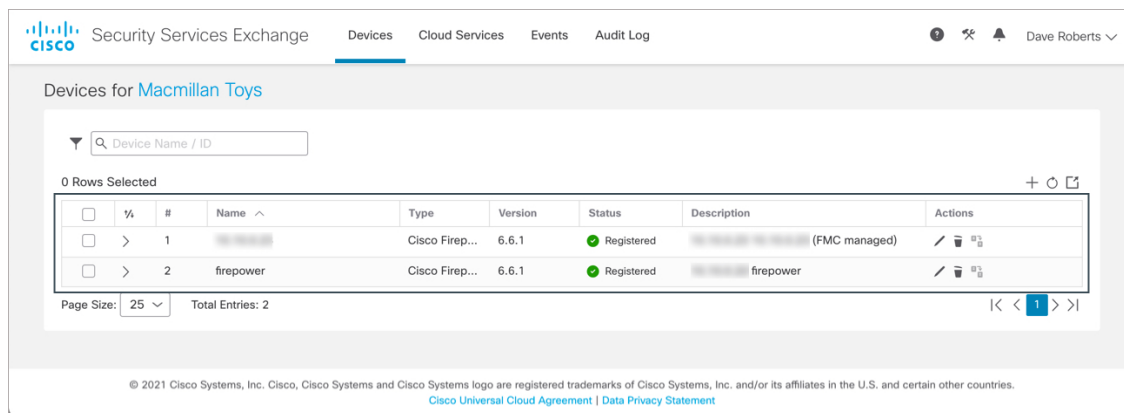 CISCO Security Services Exchange Devices Cloud Services Events Audit Log Dave Roberts
Devices for Macmillan Toys
Device Name / ID
0 Rows Selected
# Name Type Version Status Description Actions
1 Cisco Firep... 6.6.1 Registered (FMC managed)
2 firepower Cisco Firep... 6.6.1 Registered firepower
Page Size: 25 Total Entries: 2 1
© 2021 Cisco Systems, Inc. Cisco, Cisco Systems and Cisco Systems logo are registered trademarks of Cisco Systems, Inc. and/or its affiliates in the U.S. and certain other countries.
Cisco Universal Cloud Agreement | Data Privacy Statement